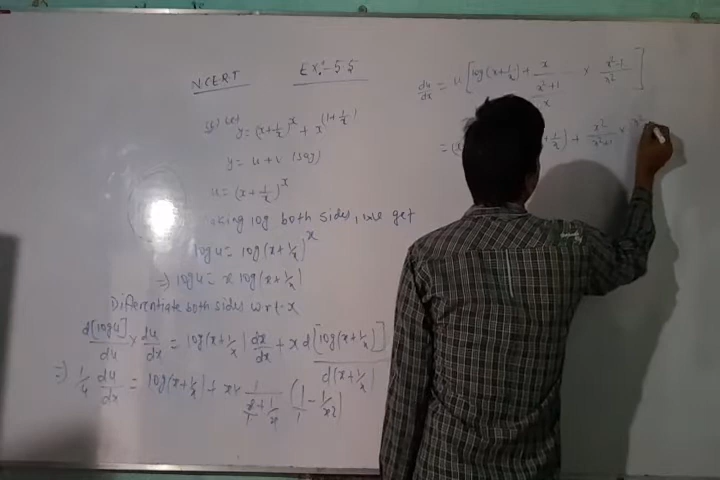 NCERT EX:-5.5
Let
y = (x+1/x)^x + x^(1+1/x)
y = u+v (say)
u = (x+1/x)^x
king log both sides, we get
log u = log(x+1/x)^x
=> log u = x log(x+1/x)
Differentiate both sides w.r.t x
d[log u]/du × du/dx = log(x+1/x) dx/dx + x d[log(x+1/x)]/d(x+1/x)
=> 1/u du/dx = log(x+1/x) + x × 1/(x/1+1/x) (1/1 - 1/x2)
du/dx = u [log(x+1/x) + x/((x²+1)/x) × (x²-1)/x²]
= (x +1/x) + x²/(x²+1) ×